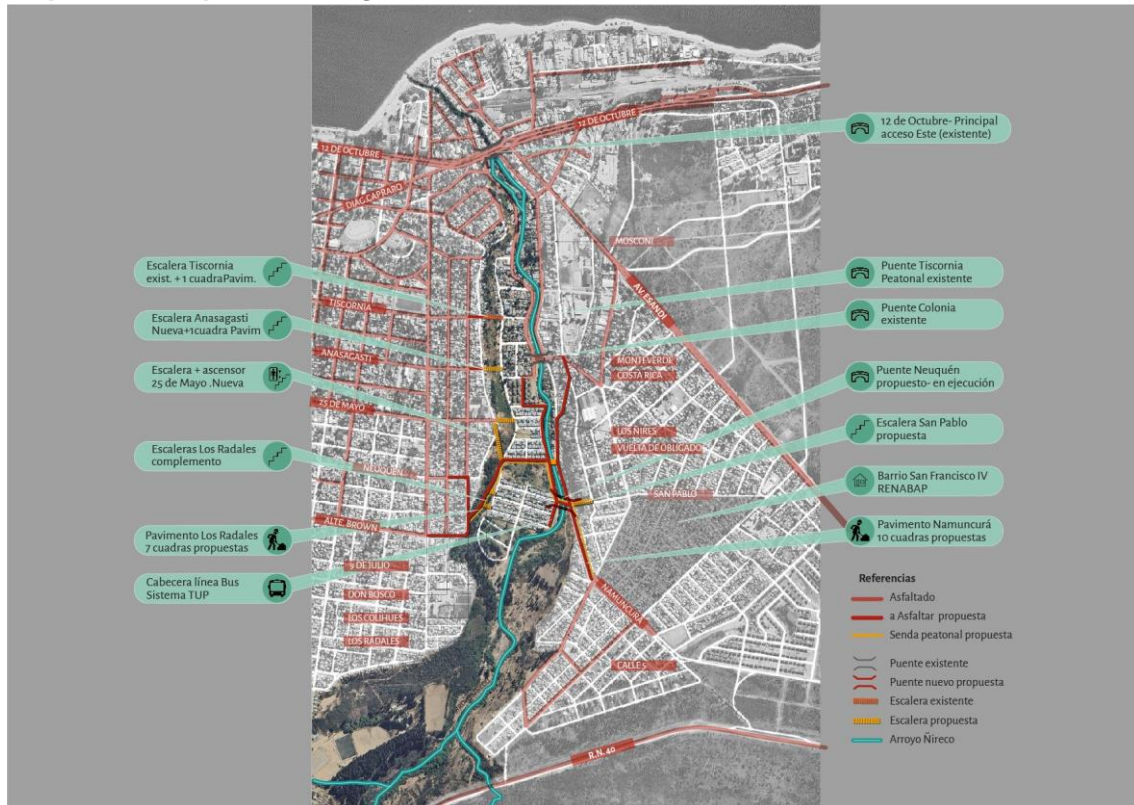 12 DE OCTUBRE
12 DE OCTUBRE
DIAG.CAPRARO
MOSCONI
AV. ESANDI
TISCORNIA
ANASAGASTI
25 DE MAYO
NEUQUEN
ALTE. BROWN
9 DE JULIO
DON BOSCO
LOS COLIHUES
LOS RADALES
MONTEVERDE
COSTA RICA
LOS ÑIRES
VUELTA DE OBLIGADO
SAN PABLO
NAMUNCURA
CALLE 5
R.N. 40
Escalera Tiscornia
exist. + 1 cuadraPavim.
Escalera Anasagasti
Nueva+1cuadra Pavim
Escalera + ascensor
25 de Mayo .Nueva
Escaleras Los Radales
complemento
Pavimento Los Radales
7 cuadras propuestas
Cabecera línea Bus
Sistema TUP
12 de Octubre- Principal
acceso Este (existente)
Puente Tiscornia
Peatonal existente
Puente Colonia
existente
Puente Neuquén
propuesto- en ejecución
Escalera San Pablo
propuesta
Barrio San Francisco IV
RENABAP
Pavimento Namuncurá
10 cuadras propuestas
Referencias
Asfaltado
a Asfaltar propuesta
Senda peatonal propuesta
Puente existente
Puente nuevo propuesta
Escalera existente
Escalera propuesta
Arroyo Ñireco